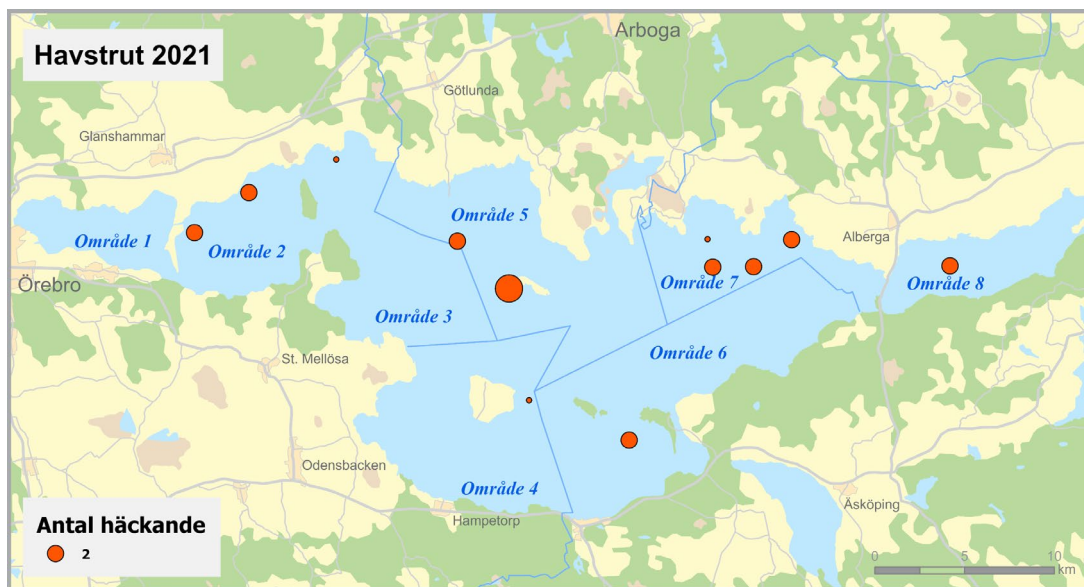 Havstrut 2021
Arboga
Götlunda
Glanshammar
Område 5
Område 1
Område 2
Alberga
Örebro
Område 7
Område 8
Område 3
St. Mellösa
Område 6
Odensbacken
Område 4
Hampetorp
Äsköping
Antal häckande
2
0 5 10
km